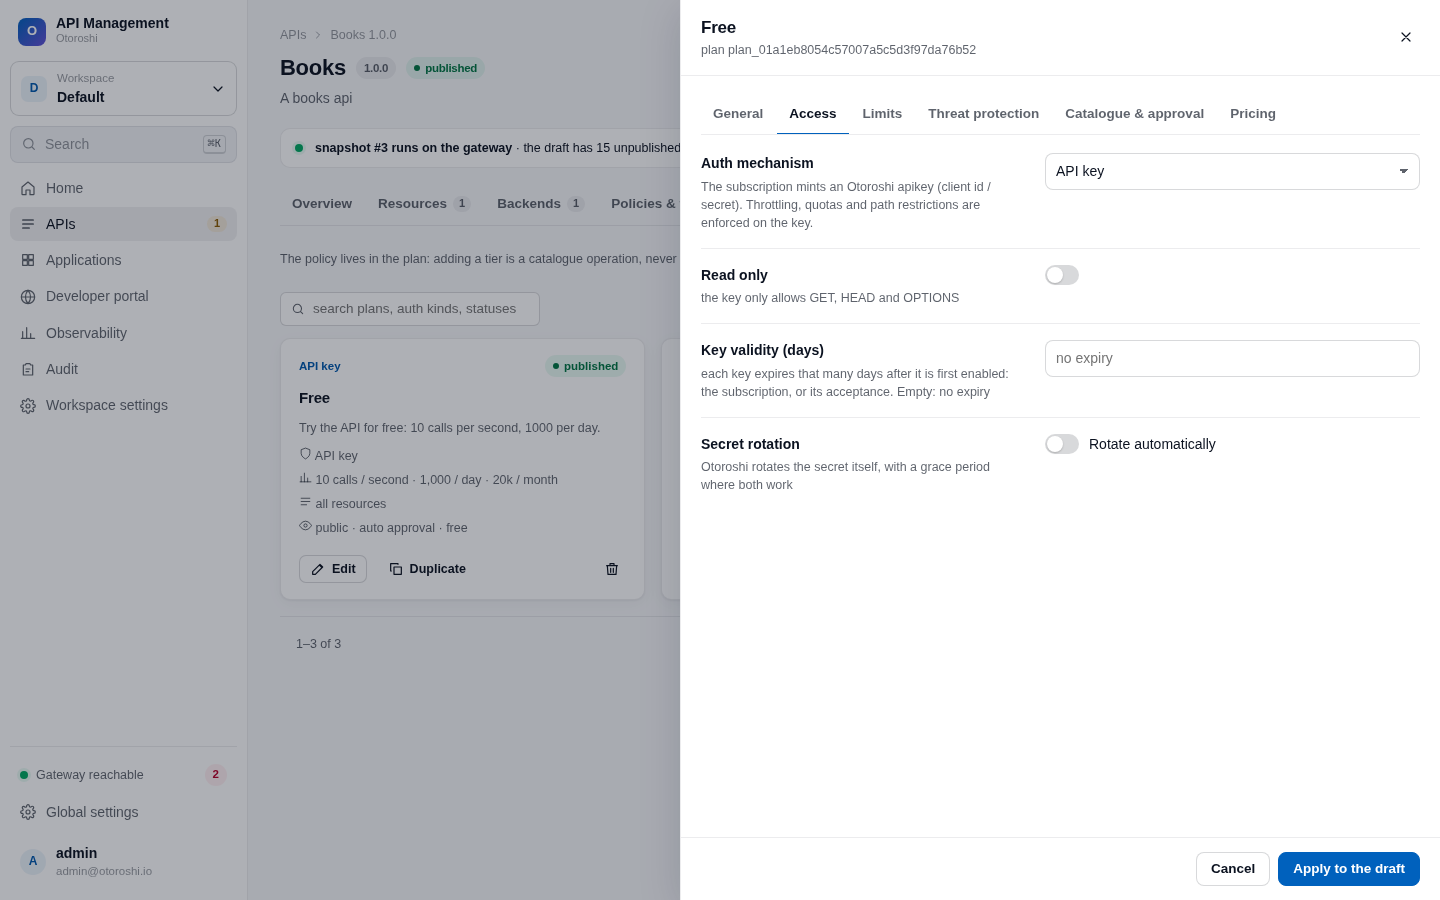 O
API Management
Otoroshi
D
Workspace
Default
Search
⌘K
Home
APIs
1
Applications
Developer portal
Observability
Audit
Workspace settings
Gateway reachable
2
Global settings
A
admin
admin@otoroshi.io
APIs
Books 1.0.0
Books
1.0.0
published
A books api
snapshot #3 runs on the gateway · the draft has 15 unpublished
Overview
Resources 1
Backends 1
Policies &
The policy lives in the plan: adding a tier is a catalogue operation, never
search plans, auth kinds, statuses
API key
published
Free
Try the API for free: 10 calls per second, 1000 per day.
API key
10 calls / second · 1,000 / day · 20k / month
all resources
public · auto approval · free
Edit
Duplicate
1–3 of 3
Free
plan plan_01a1eb8054c57007a5c5d3f97da76b52
General
Access
Limits
Threat protection
Catalogue & approval
Pricing
Auth mechanism
The subscription mints an Otoroshi apikey (client id /
secret). Throttling, quotas and path restrictions are
enforced on the key.
API key
Read only
the key only allows GET, HEAD and OPTIONS
Key validity (days)
each key expires that many days after it is first enabled:
the subscription, or its acceptance. Empty: no expiry
no expiry
Secret rotation
Otoroshi rotates the secret itself, with a grace period
where both work
Rotate automatically
Cancel
Apply to the draft